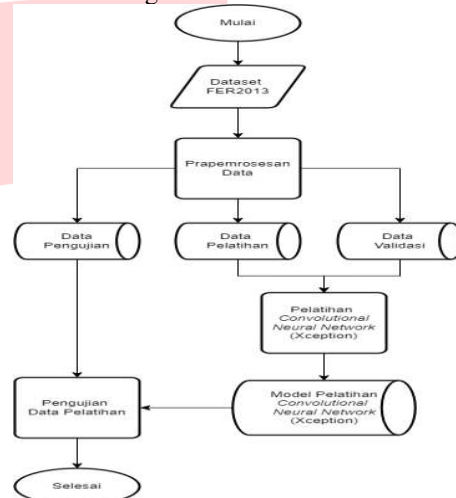 Mulai
Dataset
FER2013
Prapemrosesan
Data
Data
Pengujian
Data
Pelatihan
Data
Validasi
Pelatihan
Convolutional
Neural Network
(Xception)
Pengujian
Data Pelatihan
Model Pelatihan
Convolutional
Neural Network
(Xception)
Selesai